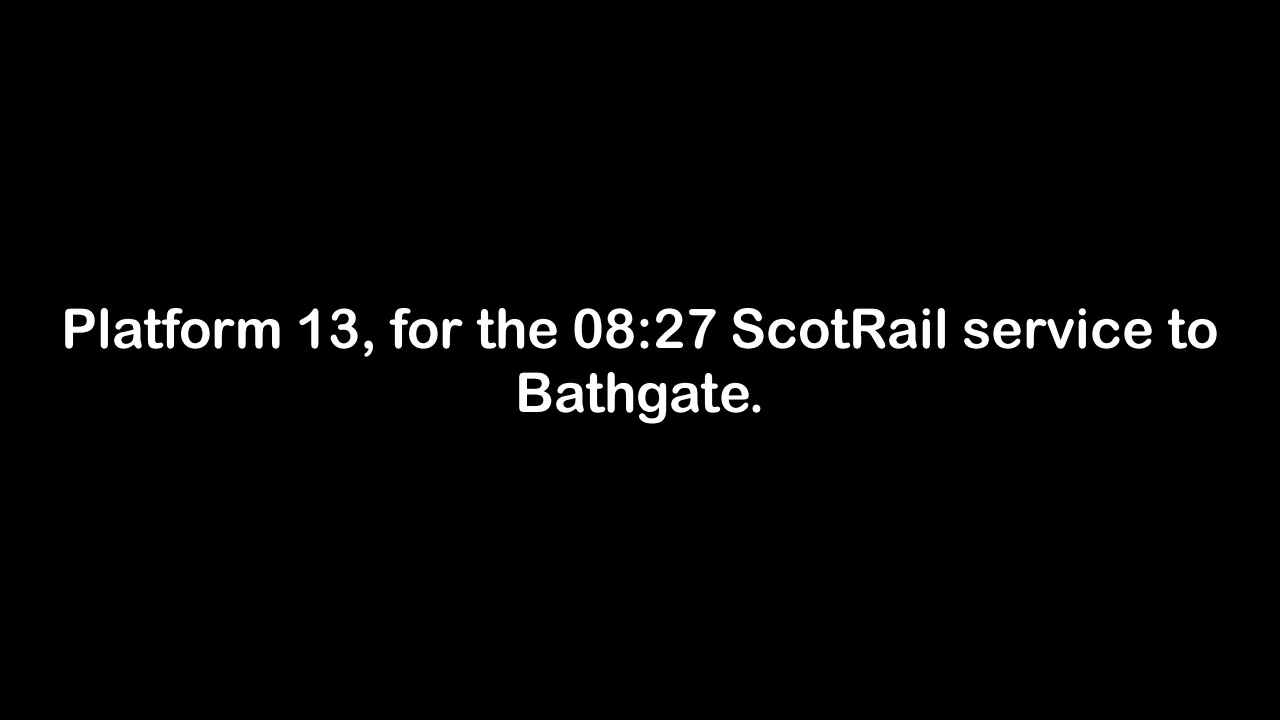 Platform 13, for the 08:27 ScotRail service to
Bathgate.